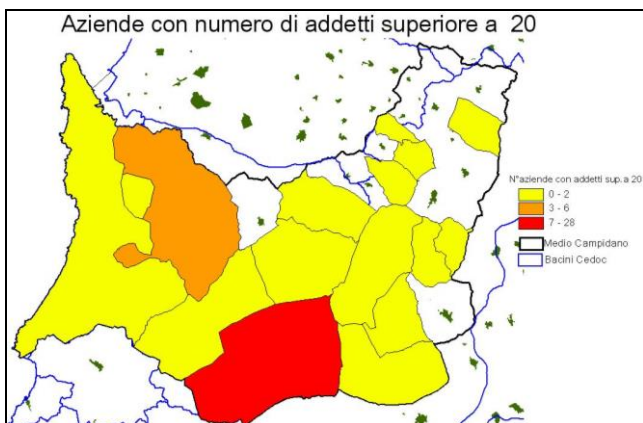 Aziende con numero di addetti superiore a 20
N°aziende con addetti sup. a 20
0 - 2
3 - 6
7 - 28
Medio Campidano
Bacini Cedoc